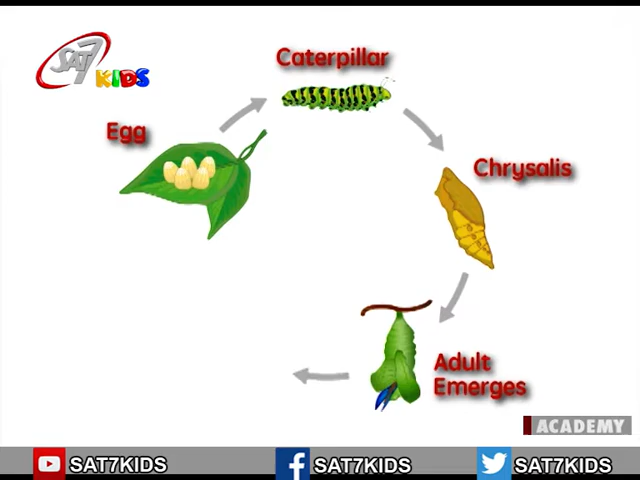 SAT7
KIDS
Caterpillar
Egg
Chrysalis
Adult
Emerges
ACADEMY
SAT7KIDS
SAT7KIDS
SAT7KIDS